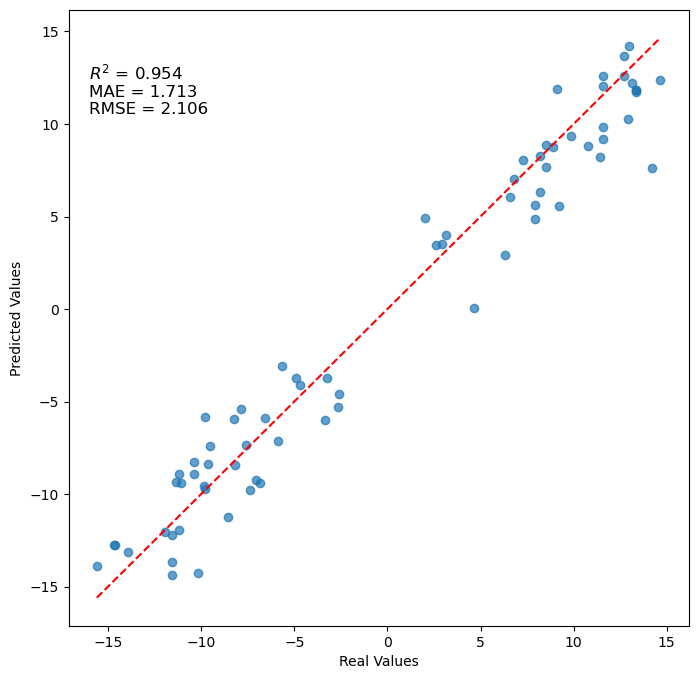 R² = 0.954
MAE = 1.713
RMSE = 2.106
Predicted Values
15
10
5
0
−5
−10
−15
−15
−10
−5
0
5
10
15
Real Values